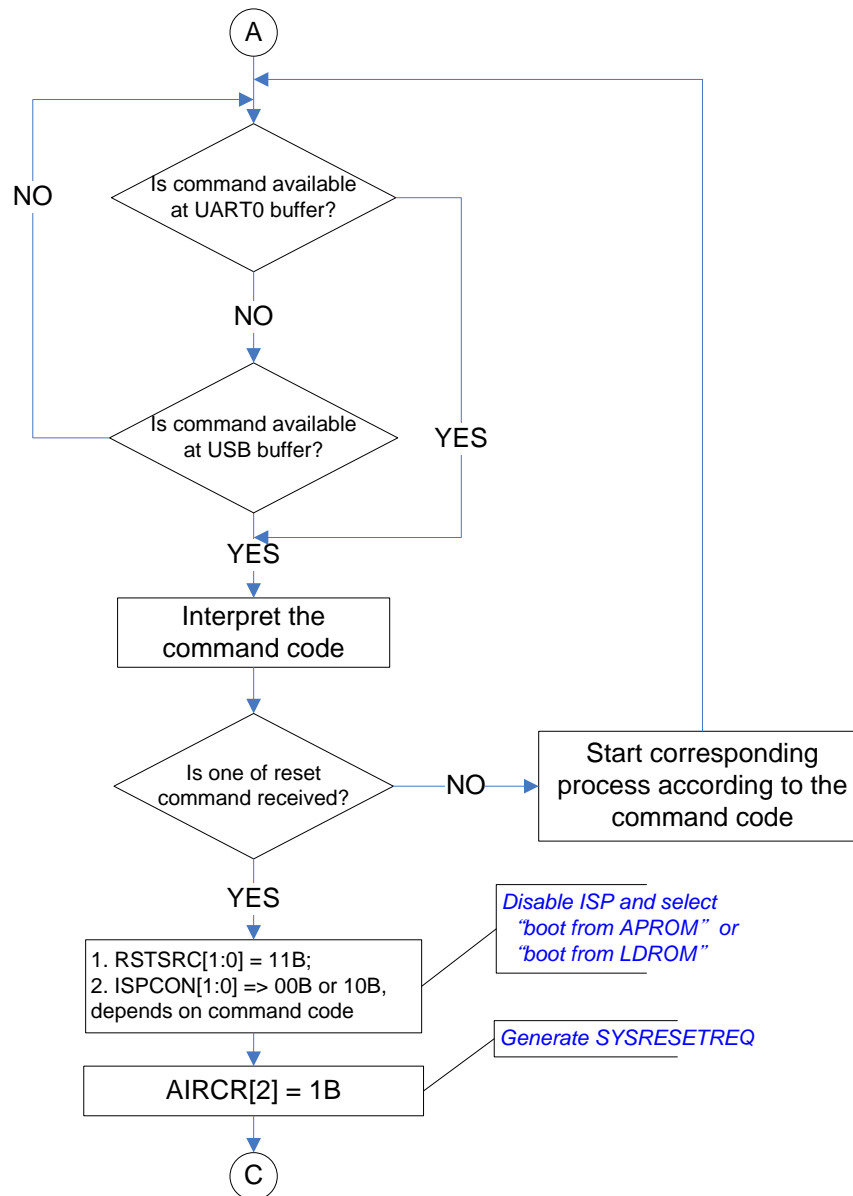 A
Is command available
at UART0 buffer?
NO
NO
Is command available
at USB buffer?
YES
YES
Interpret the
command code
Is one of reset
command received?
NO
Start corresponding
process according to the
command code
YES
Disable ISP and select
“boot from APROM” or
“boot from LDROM”
1. RSTSRC[1:0] = 11B;
2. ISPCON[1:0] => 00B or 10B,
depends on command code
Generate SYSRESETREQ
AIRCR[2] = 1B
C